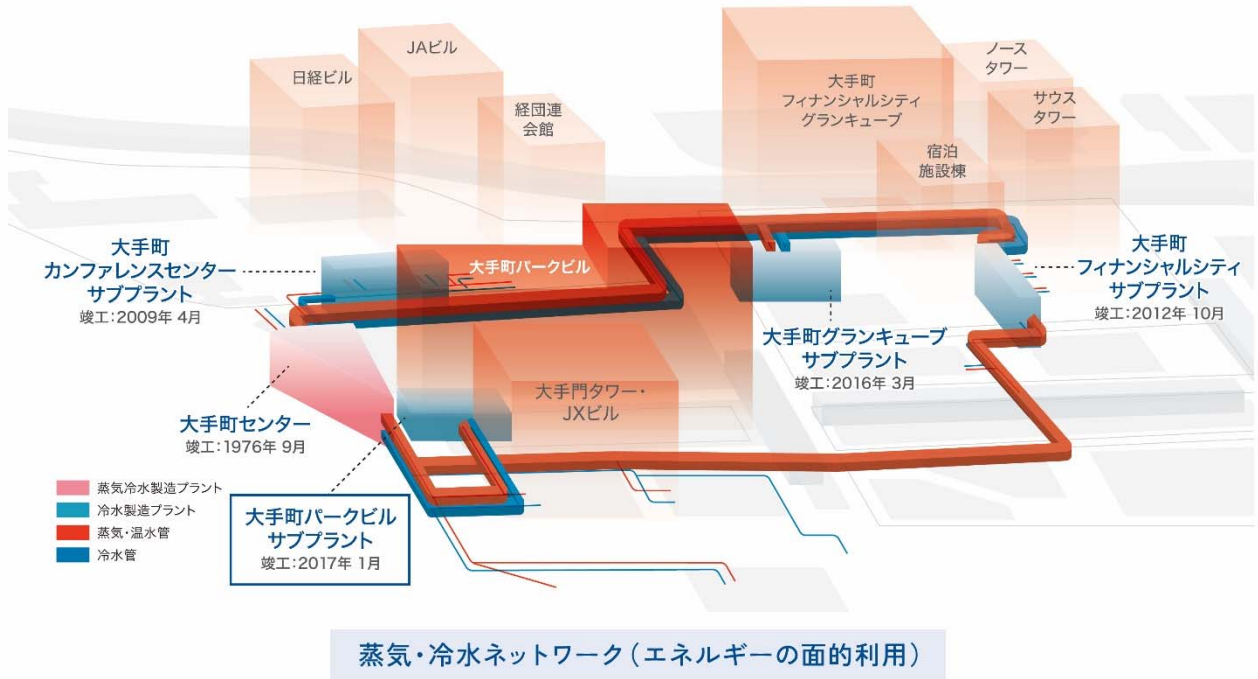 日経ビル
JAビル
経団連
会館
大手町
フィナンシャルシティ
グランキューブ
ノース
タワー
サウス
タワー
宿泊
施設棟
大手町
カンファレンスセンター
サブプラント
竣工:2009年 4月
大手町パークビル
大手町
フィナンシャルシティ
サブプラント
竣工:2012年 10月
大手町グランキューブ
サブプラント
竣工:2016年 3月
大手門タワー・
JXビル
大手町センター
竣工:1976年 9月
蒸気冷水製造プラント
冷水製造プラント
蒸気・温水管
冷水管
大手町パークビル
サブプラント
竣工:2017年 1月
蒸気・冷水ネットワーク(エネルギーの面的利用)